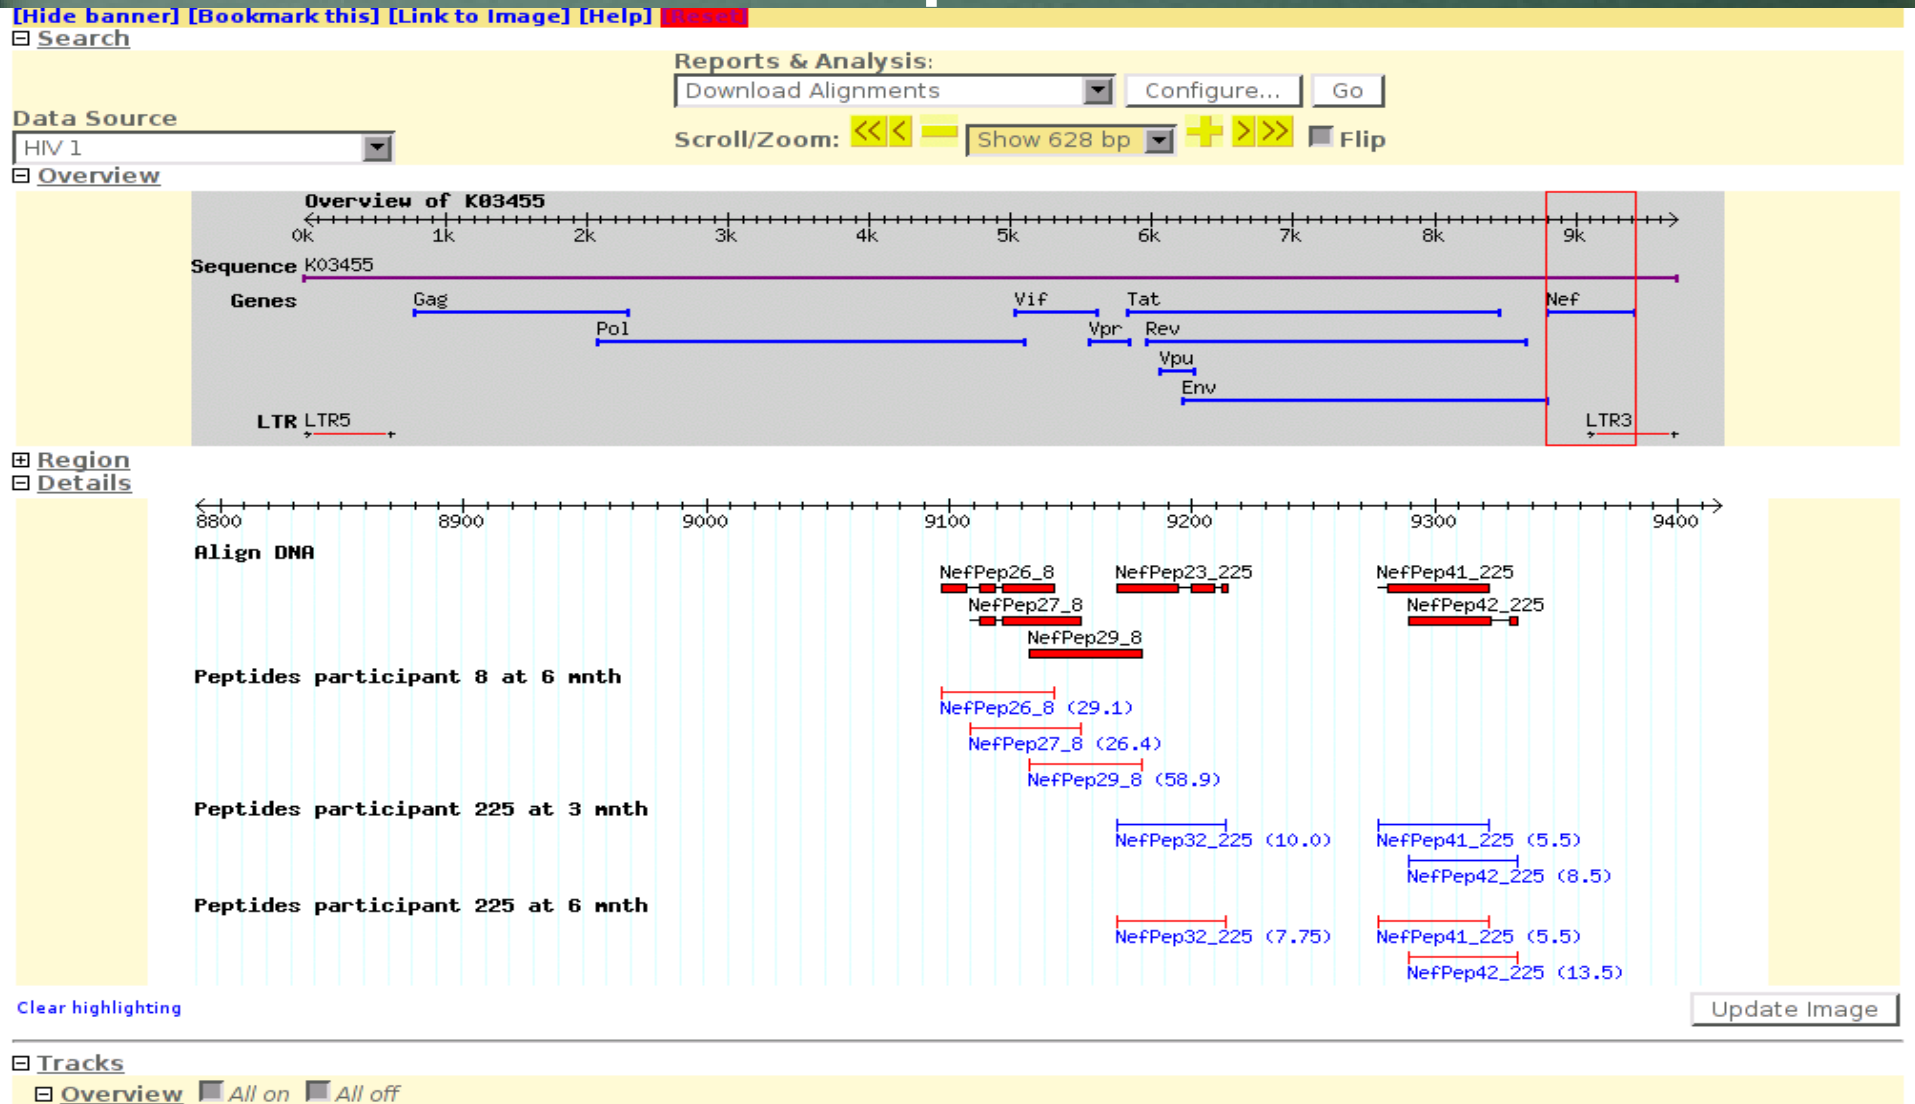 [Hide banner] [Bookmark this] [Link to Image] [Help] [Reset]
Search
Reports & Analysis:
Download Alignments Configure... Go
Data Source
HIV 1
Scroll/Zoom: << < Show 628 bp > >> Flip
Overview
Overview of K03455
0k 1k 2k 3k 4k 5k 6k 7k 8k 9k
Sequence K03455
Genes Gag Vif Tat Nef
Pol Vpr Rev
Vpu
Env
LTR LTR5 LTR3
Region
Details
8800 8900 9000 9100 9200 9300 9400
Align DNA
NefPep26_8 NefPep23_225 NefPep41_225
NefPep27_8 NefPep42_225
NefPep29_8
Peptides participant 8 at 6 mnth
NefPep26_8 (29.1)
NefPep27_8 (26.4)
NefPep29_8 (58.9)
Peptides participant 225 at 3 mnth
NefPep32_225 (10.0) NefPep41_225 (5.5)
NefPep42_225 (8.5)
Peptides participant 225 at 6 mnth
NefPep32_225 (7.75) NefPep41_225 (5.5)
NefPep42_225 (13.5)
Clear highlighting
Update Image
Tracks
Overview All on All off